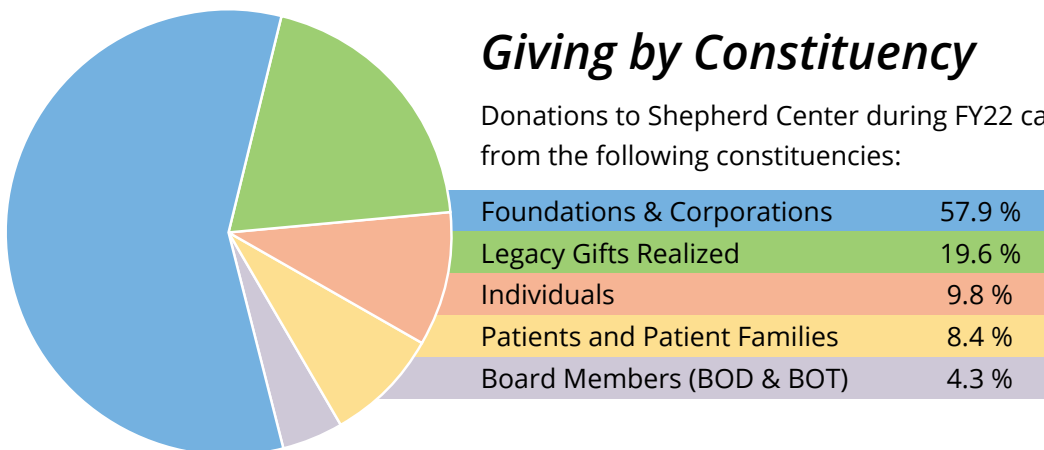 Giving by Constituency
Donations to Shepherd Center during FY22
from the following constituencies:
Foundations & Corporations 57.9 %
Legacy Gifts Realized 19.6 %
Individuals 9.8 %
Patients and Patient Families 8.4 %
Board Members (BOD & BOT) 4.3 %